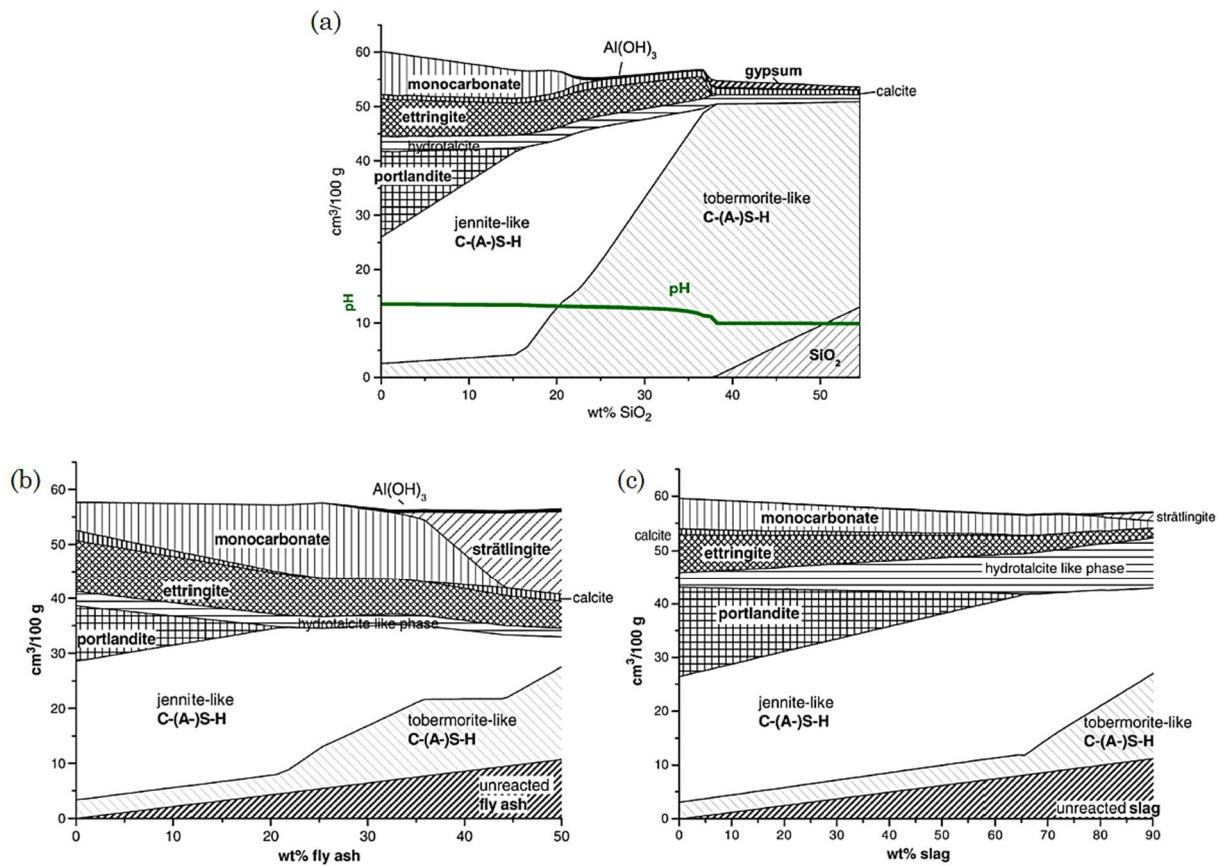 (a)
Al(OH)3
60
gypsum
monocarbonate
calcite
50
ettringite
hydrotalcite
40
portlandite
cm³/100 g
30
jennite-like
C-(A-)S-H
tobermorite-like
C-(A-)S-H
20
pH
pH
10
SiO2
0
0 10 20 30 40 50
wt% SiO2
(b)
Al(OH)3
60
monocarbonate
strätlingite
50
ettringite
40
calcite
hydrotalcite like phase
portlandite
cm³/100 g
30
jennite-like
C-(A-)S-H
20
tobermorite-like
C-(A-)S-H
10
unreacted
fly ash
0
0 10 20 30 40 50
wt% fly ash
(c)
60
monocarbonate
strätlingite
calcite
50
ettringite
hydrotalcite like phase
40
portlandite
cm³/100 g
30
jennite-like
C-(A-)S-H
20
tobermorite-like
C-(A-)S-H
10
unreacted slag
0
0 10 20 30 40 50 60 70 80 90
wt% slag